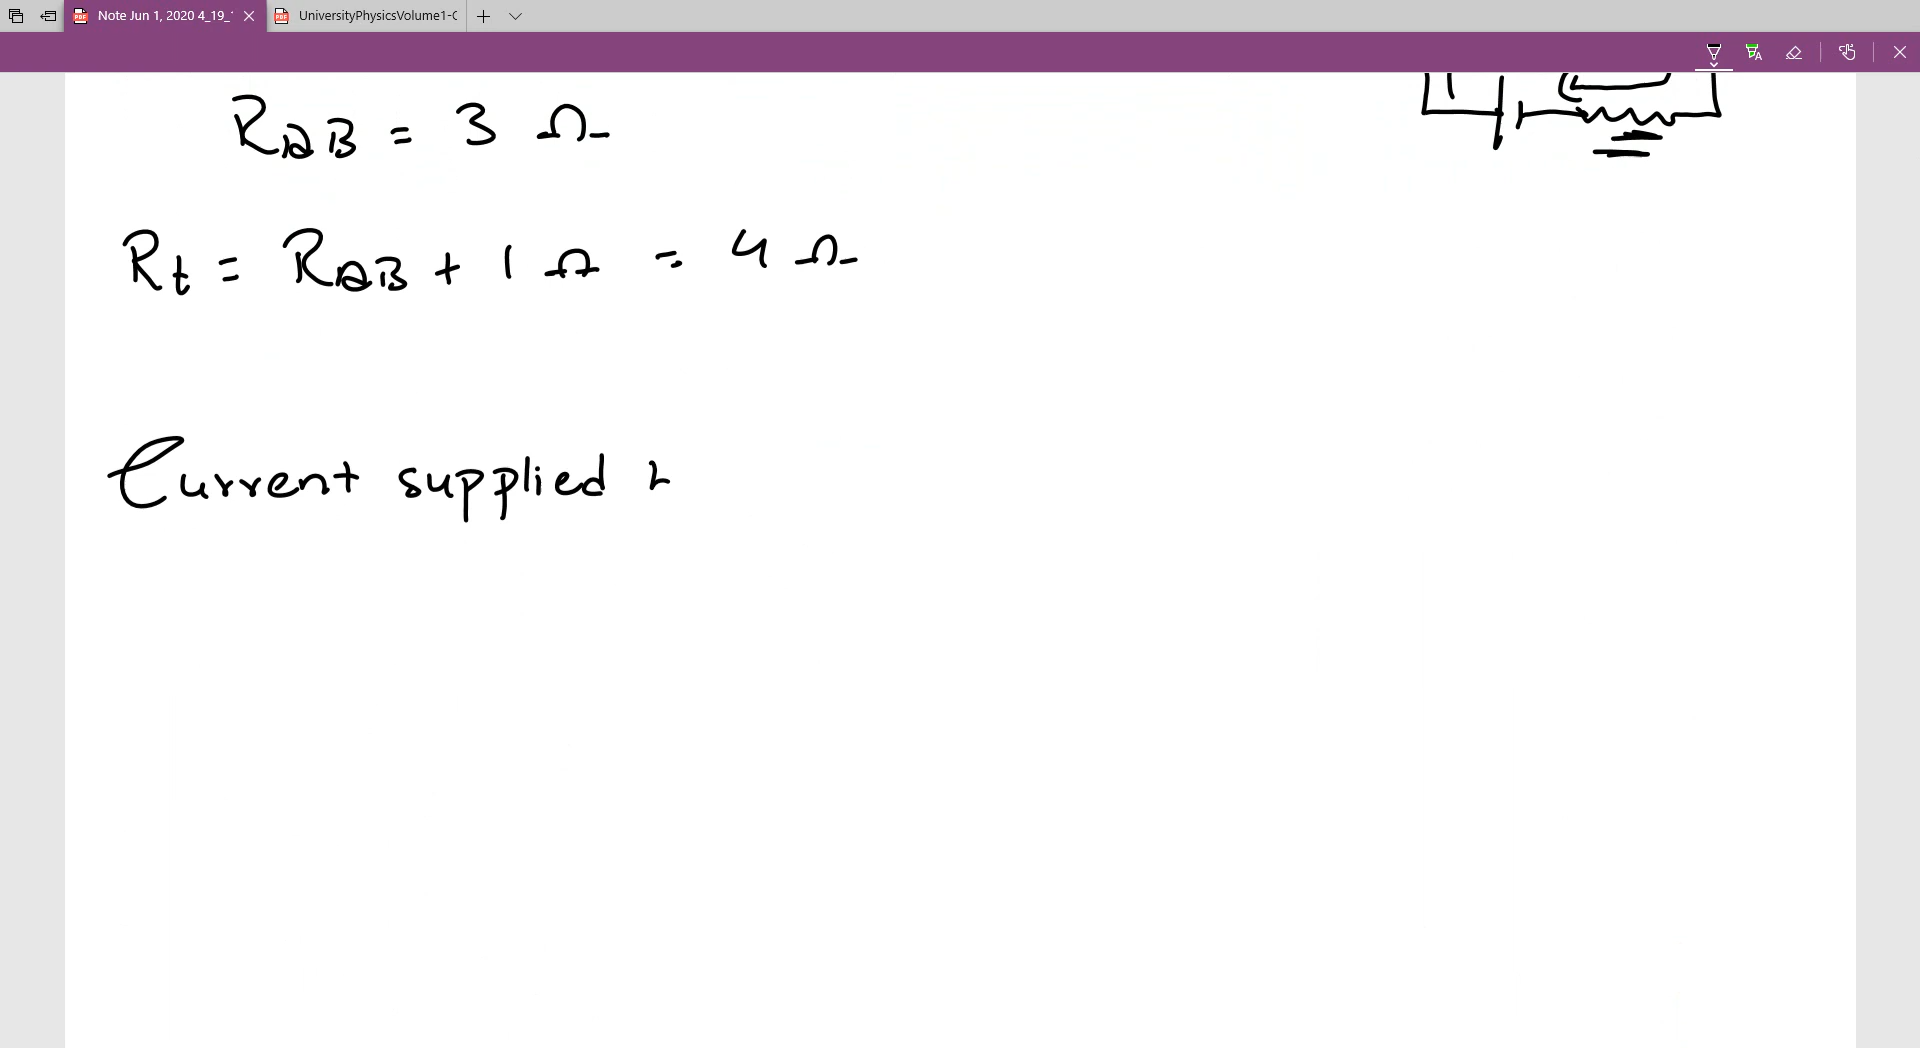 Note Jun 1, 2020 4_19_
UniversityPhysicsVolume1-
R_AB = 3 Ω
R_t = R_AB + 1 Ω = 4 Ω
Current supplied